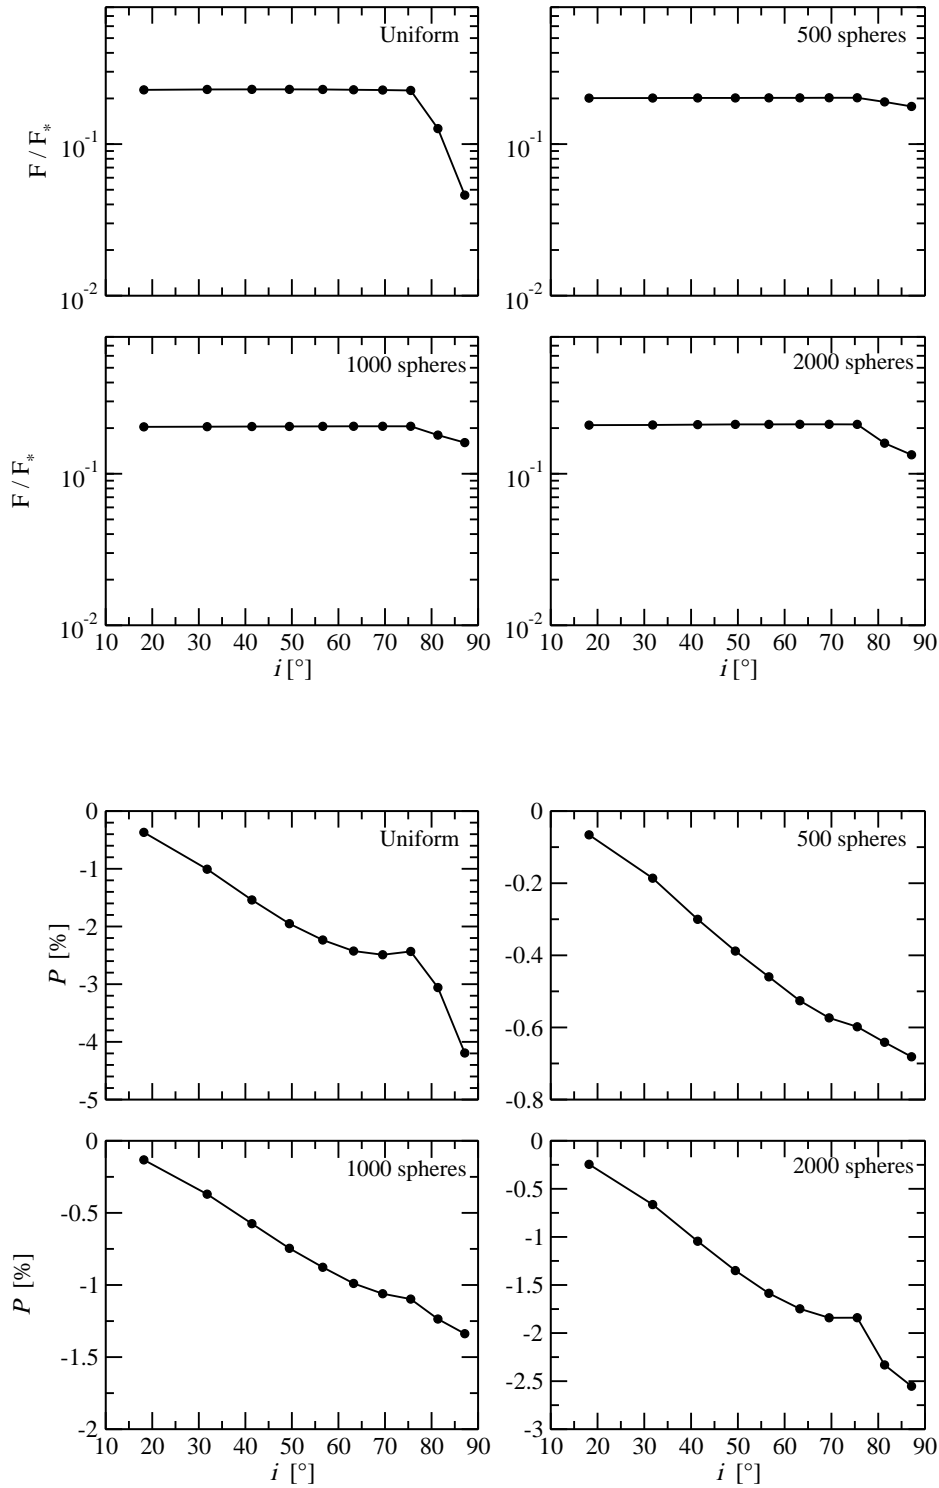 Uniform
500 spheres
F / F*
10-1
10-1
10-2
10-2
1000 spheres
2000 spheres
F / F*
10-1
10-1
10-2
10-2
10 20 30 40 50 60 70 80 90
10 20 30 40 50 60 70 80 90
i [°]
i [°]
0
-1
-2
-3
-4
-5
P [%]
Uniform
0
-0.2
-0.4
-0.6
-0.8
500 spheres
0
-0.5
-1
-1.5
-2
P [%]
1000 spheres
0
-0.5
-1
-1.5
-2
-2.5
-3
2000 spheres
10 20 30 40 50 60 70 80 90
10 20 30 40 50 60 70 80 90
i [°]
i [°]